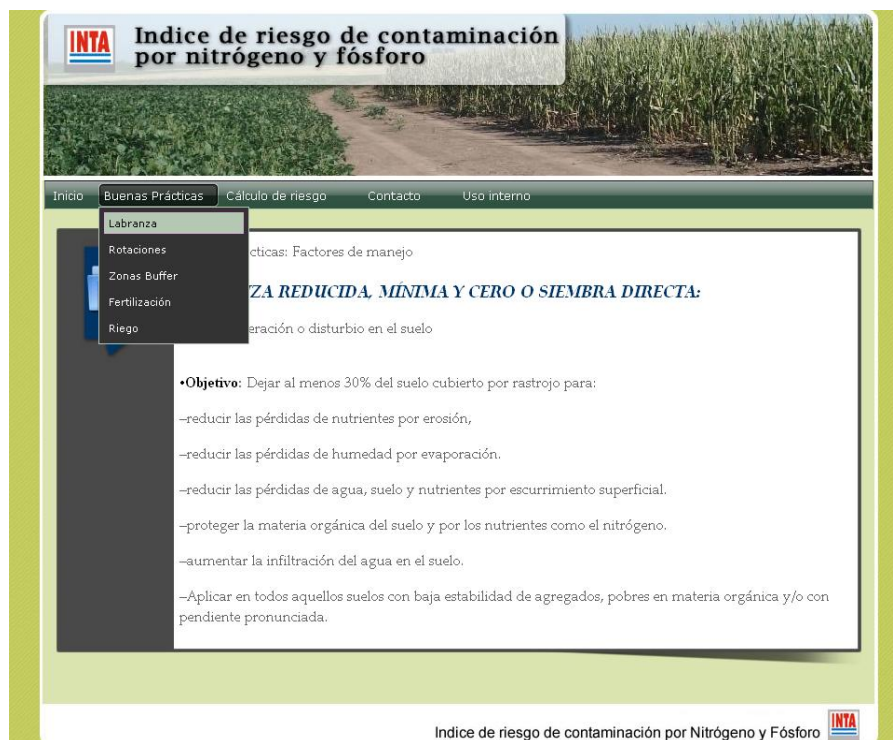 INTA
Indice de riesgo de contaminación
por nitrógeno y fósforo
Inicio Buenas Prácticas Cálculo de riesgo Contacto Uso interno
Labranza
Rotaciones
Zonas Buffer
Fertilización
Riego
cticas: Factores de manejo
ZA REDUCIDA, MÍNIMA Y CERO O SIEMBRA DIRECTA:
eración o disturbio en el suelo
•Objetivo: Dejar al menos 30% del suelo cubierto por rastrojo para:
–reducir las pérdidas de nutrientes por erosión,
–reducir las pérdidas de humedad por evaporación.
–reducir las pérdidas de agua, suelo y nutrientes por escurrimiento superficial.
–proteger la materia orgánica del suelo y por los nutrientes como el nitrógeno.
–aumentar la infiltración del agua en el suelo.
–Aplicar en todos aquellos suelos con baja estabilidad de agregados, pobres en materia orgánica y/o con
pendiente pronunciada.
Indice de riesgo de contaminación por Nitrógeno y Fósforo INTA